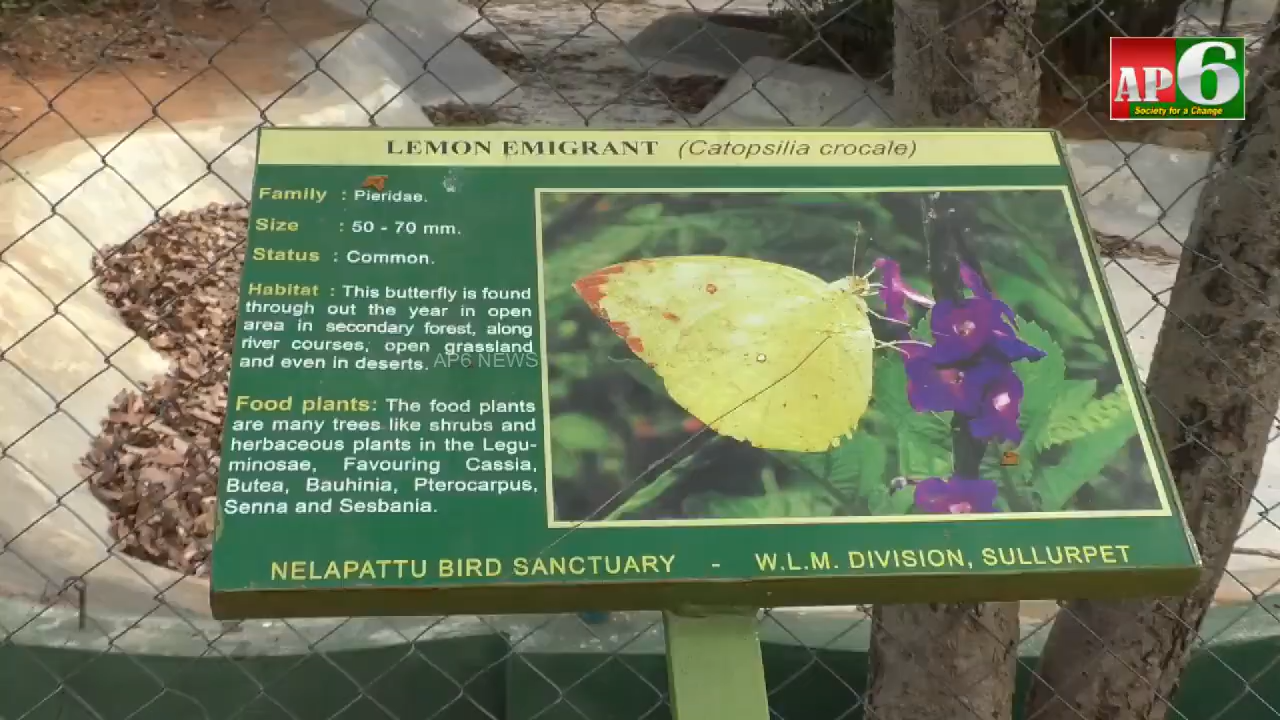 AP6
Society for a Change
LEMON EMIGRANT (Catopsilia crocale)
Family : Pieridae.
Size : 50 - 70 mm.
Status : Common.
Habitat : This butterfly is found
through out the year in open
area in secondary forest, along
river courses, open grassland
and even in deserts.
AP6 NEWS
Food plants: The food plants
are many trees like shrubs and
herbaceous plants in the Legu-
minosae, Favouring Cassia,
Butea, Bauhinia, Pterocarpus,
Senna and Sesbania.
NELAPATTU BIRD SANCTUARY - W.L.M. DIVISION, SULLURPET